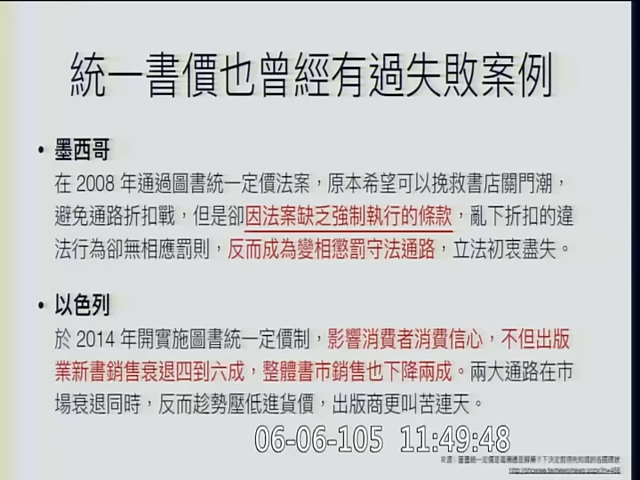 統一書價也曾經有過失敗案例
• 墨西哥
在 2008 年通過圖書統一定價法案，原本希望可以挽救書店關門潮，
避免通路折扣戰，但是卻因法案缺乏強制執行的條款，亂下折扣的違
法行為卻無相應罰則，反而成為變相懲罰守法通路，立法初衷盡失。
• 以色列
於 2014 年開實施圖書統一定價制，影響消費者消費信心，不但出版
業新書銷售衰退四到六成，整體書市銷售也下降兩成。兩大通路在市
場衰退同時，反而趁勢壓低進貨價，出版商更叫苦連天。
06-06-105 11:49:48